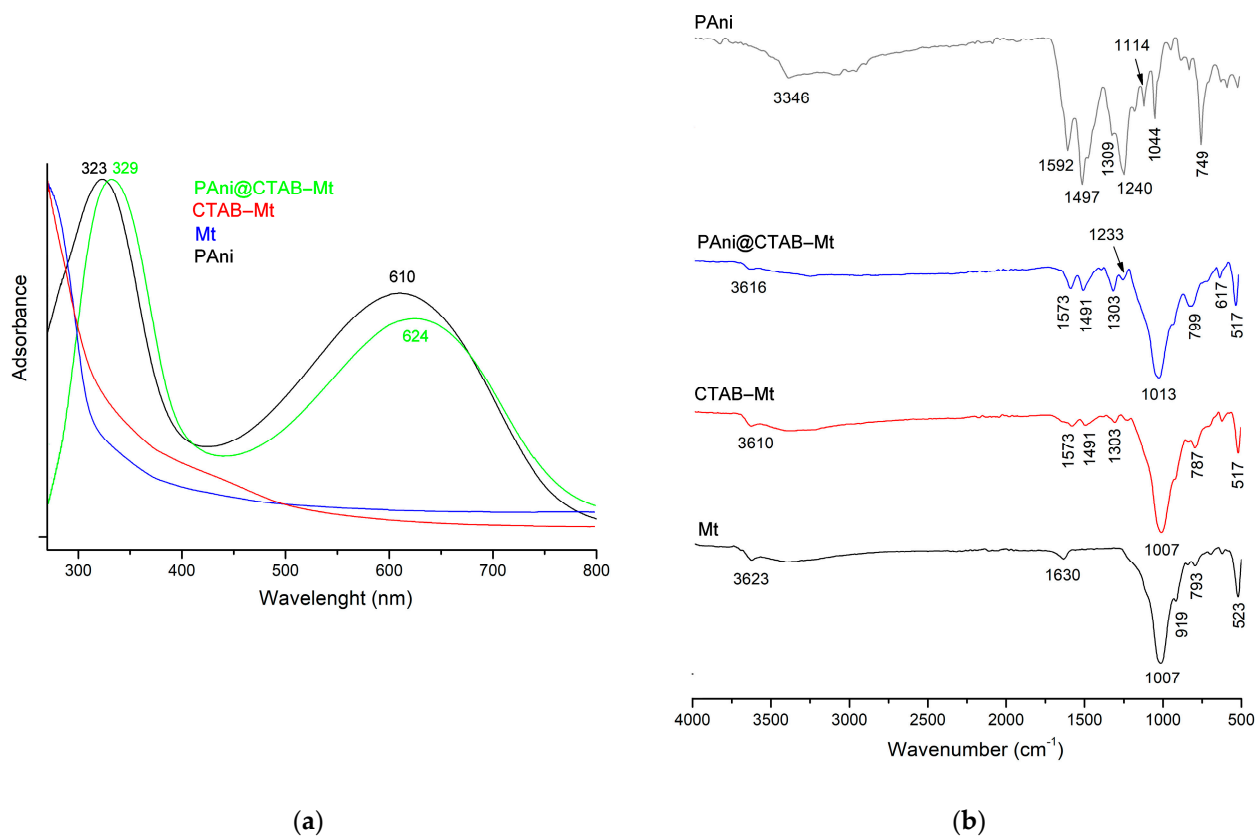 323 329
PAni@CTAB–Mt
CTAB–Mt
Mt
PAni
610
624
Adsorbance
300 400 500 600 700 800
Wavelenght (nm)
(a)
PAni
3346
1592
1497
1309
1240
1114
1044
749
PAni@CTAB–Mt
3616
1573
1491
1303
1233
1013
799
617
517
CTAB–Mt
3610
1573
1491
1303
1007
787
517
Mt
3623
1630
1007
919
793
523
4000 3500 3000 2000 1500 1000 500
Wavenumber (cm⁻¹)
(b)